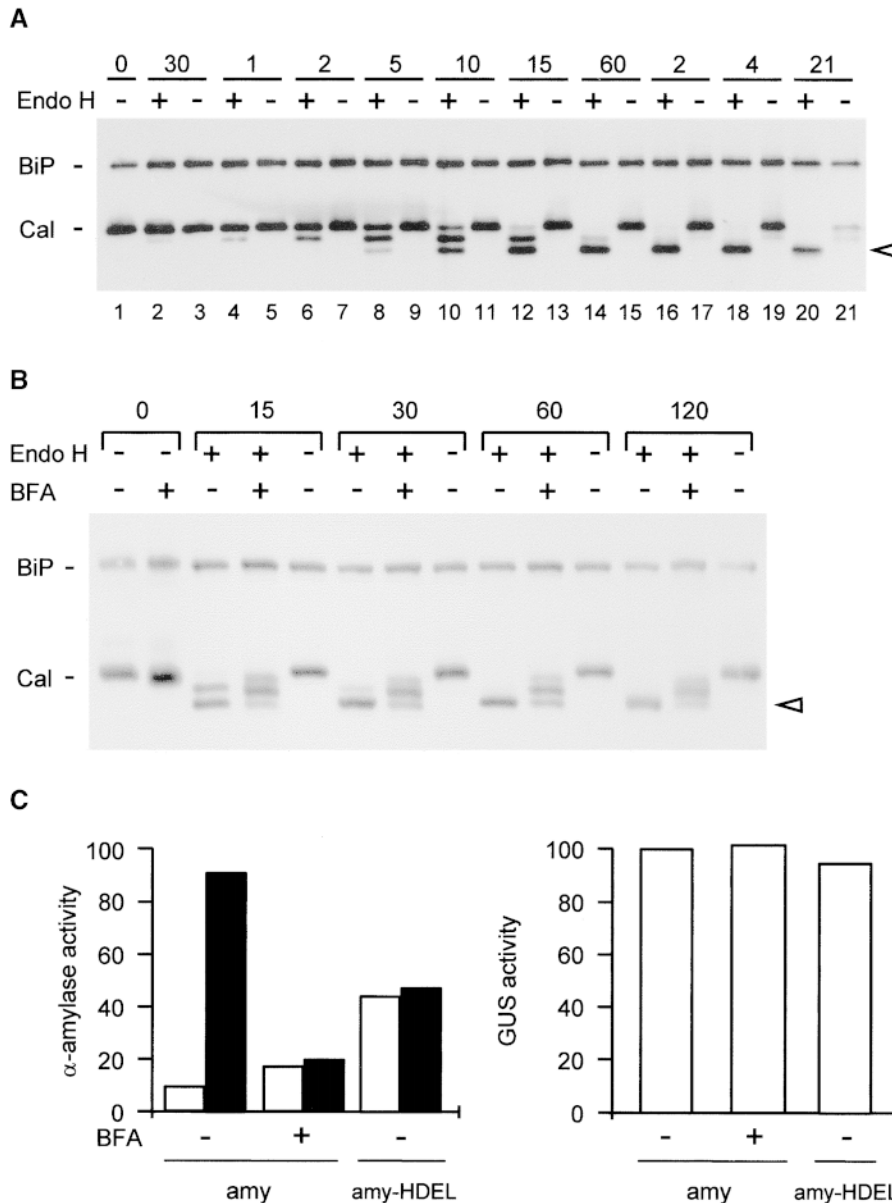 A
0 30 1 2 5 10 15 60 2 4 21
Endo H + - + - + - + - + - + - + - + - + - + -
BiP -
Cal -
1 2 3 4 5 6 7 8 9 10 11 12 13 14 15 16 17 18 19 20 21
B
0 15 30 60 120
Endo H - - + + - + + - + + - + + -
BFA - + - + - - + - - + - - + -
BiP -
Cal -
C
α-amylase activity
100
80
60
40
20
0
BFA - + -
amy amy-HDEL
GUS activity
100
80
60
40
20
0
- + -
amy amy-HDEL